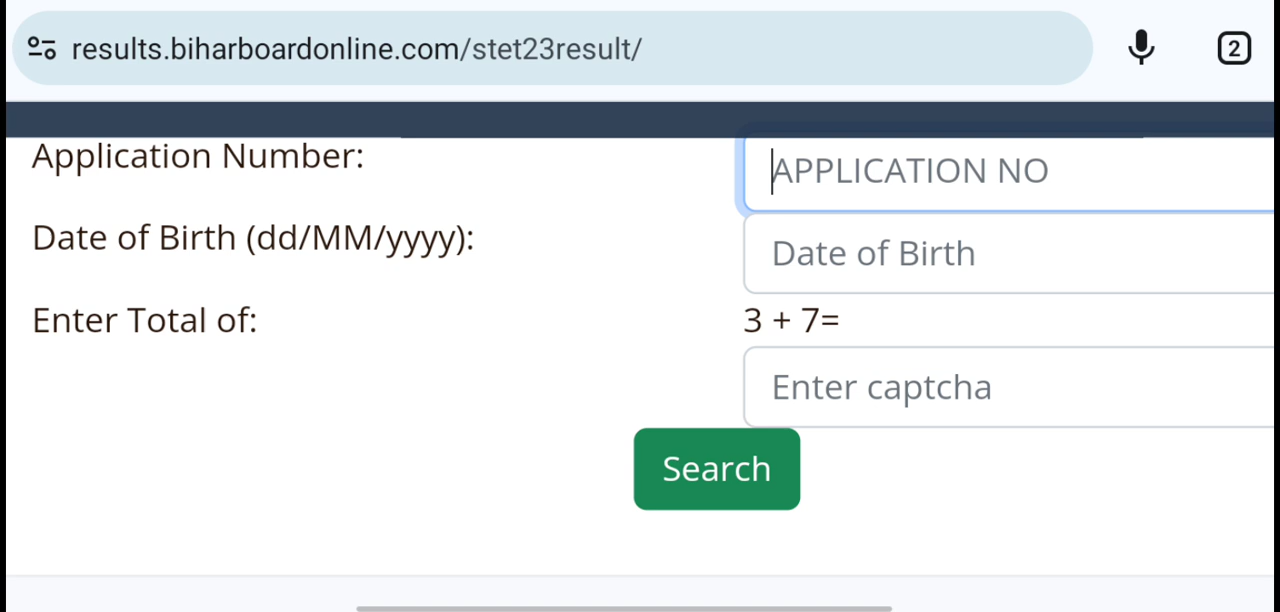 results.biharboardonline.com/stet23result/
2
Application Number:
APPLICATION NO
Date of Birth (dd/MM/yyyy):
Date of Birth
Enter Total of:
3 + 7=
Enter captcha
Search